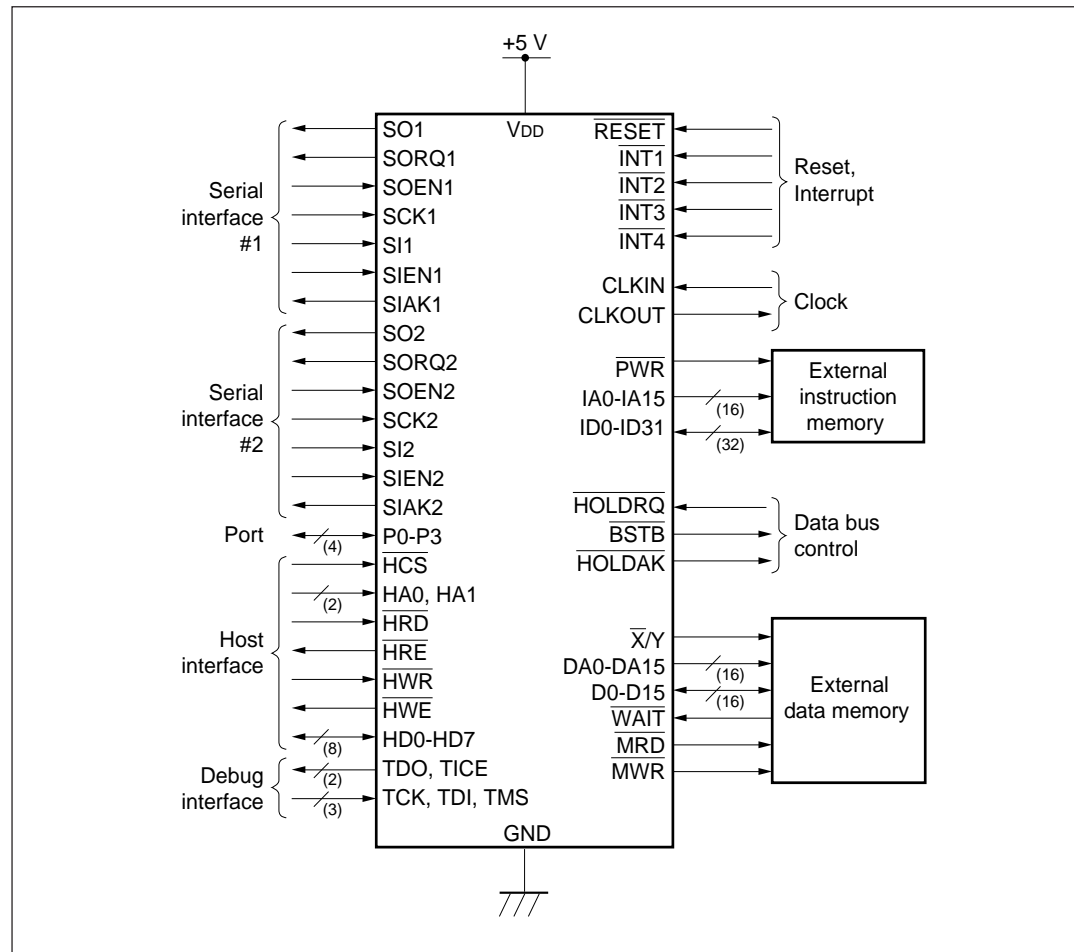 +5 V
VDD
Serial
interface
#1
SO1
SORQ1
SOEN1
SCK1
SI1
SIEN1
SIAK1
Serial
interface
#2
SO2
SORQ2
SOEN2
SCK2
SI2
SIEN2
SIAK2
Port
(4)
P0-P3
Host
interface
HCS
(2)
HA0, HA1
HRD
HRE
HWR
HWE
(8)
HD0-HD7
Debug
interface
(2)
TDO, TICE
(3)
TCK, TDI, TMS
RESET
INT1
INT2
INT3
INT4
Reset,
Interrupt
CLKIN
CLKOUT
Clock
PWR
IA0-IA15
(16)
ID0-ID31
(32)
External
instruction
memory
HOLDRQ
BSTB
HOLDAK
Data bus
control
X/Y
DA0-DA15
(16)
D0-D15
(16)
WAIT
MRD
MWR
External
data memory
GND